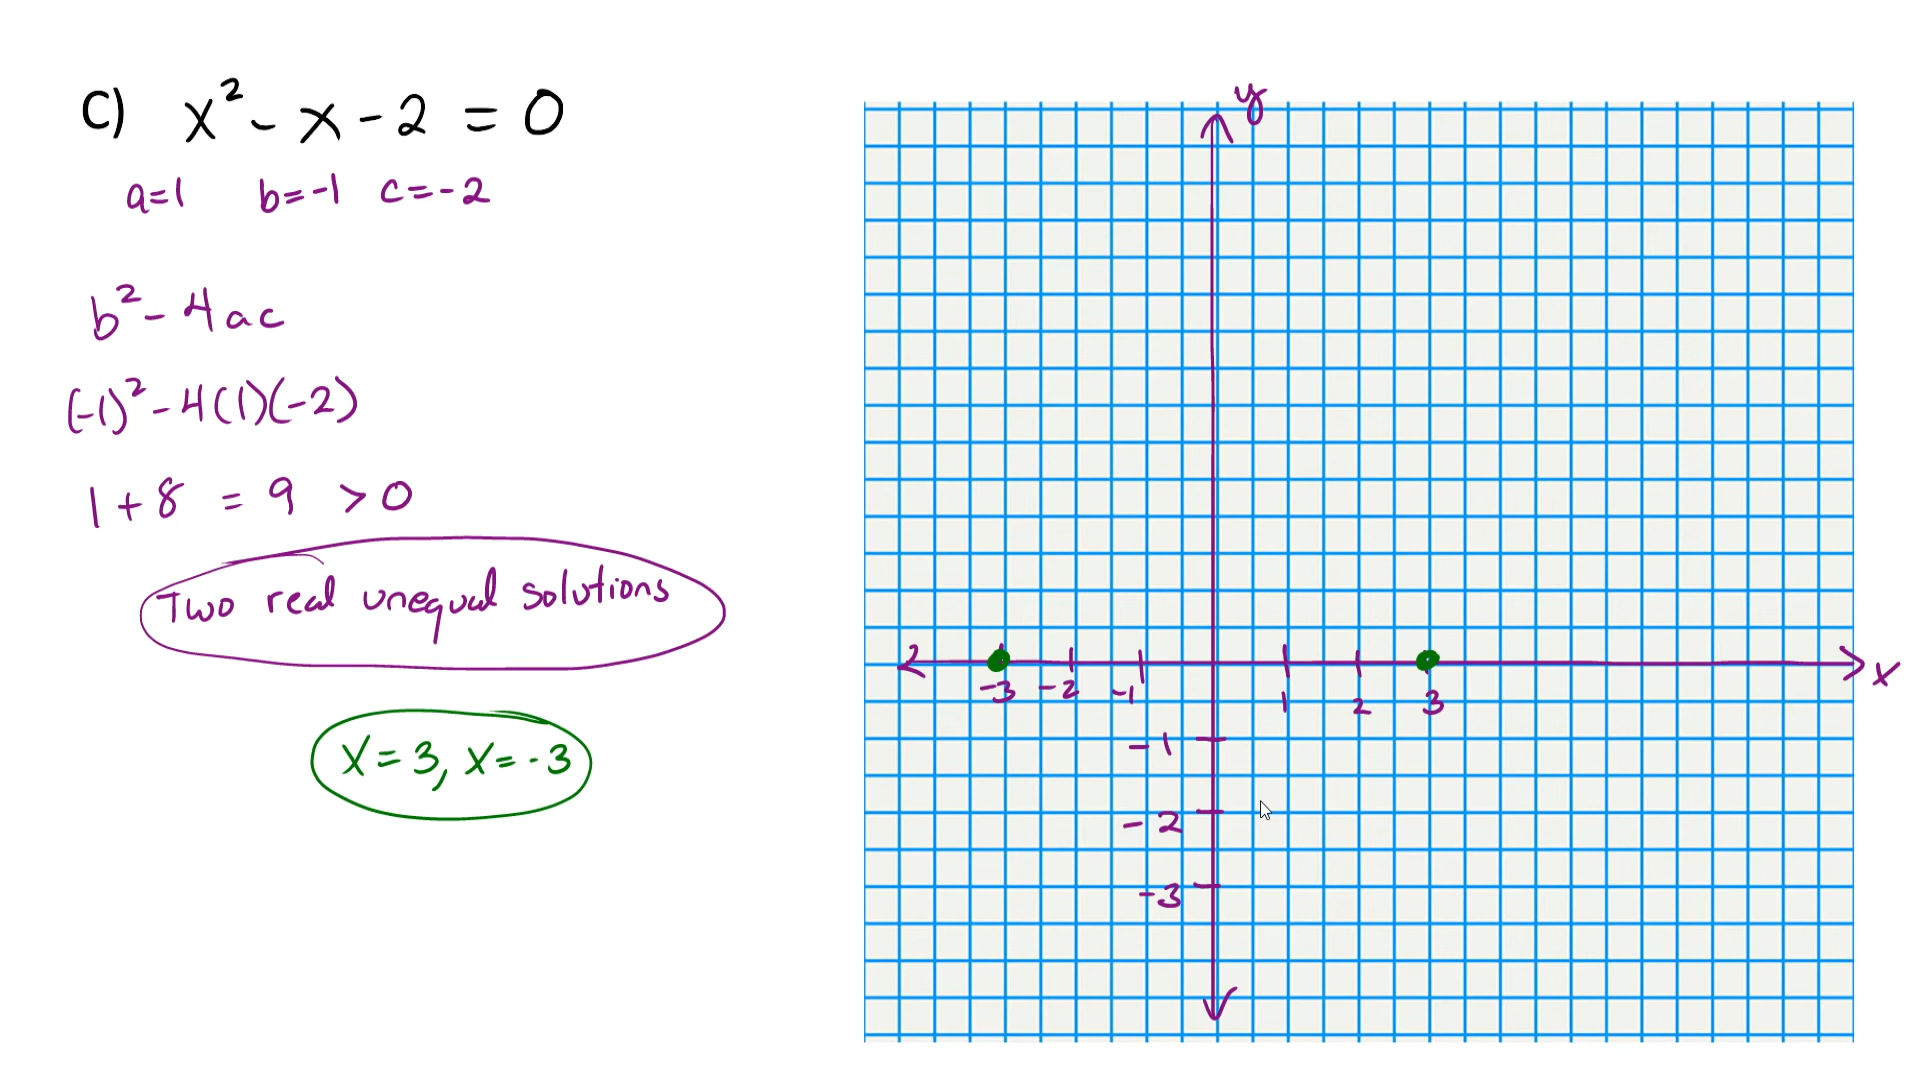 c) x² - x - 2 = 0
a=1 b=-1 c=-2
b² - 4ac
(-1)² - 4(1)(-2)
1 + 8 = 9 > 0
Two real unequal solutions
x = 3, x = -3
y
-3 -2 -1 1 2 3 x
-1
-2
-3